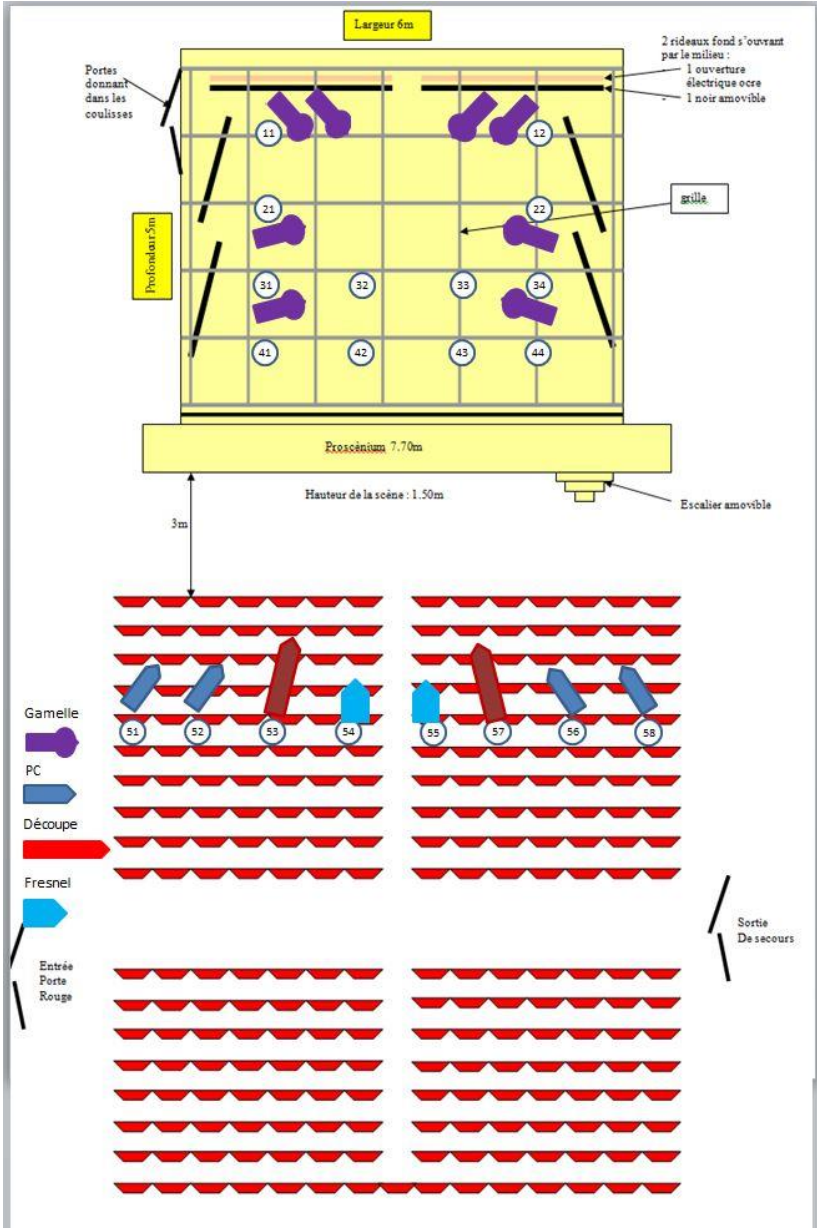 Largeur 6m
2 rideaux fond s'ouvrant
par le milieu :
- 1 ouverture
électrique ocre
- 1 noir amovible
Portes
donnant
dans les
coulisses
11
12
21
22
grille
Profondeur 5m
31
32
33
34
41
42
43
44
Proscènium 7,70m
Hauteur de la scène : 1.50m
Escalier amovible
3m
Gamelle
51
52
53
54
55
57
56
58
PC
Découpe
Fresnel
Entrée
Porte
Rouge
Sortie
De secours